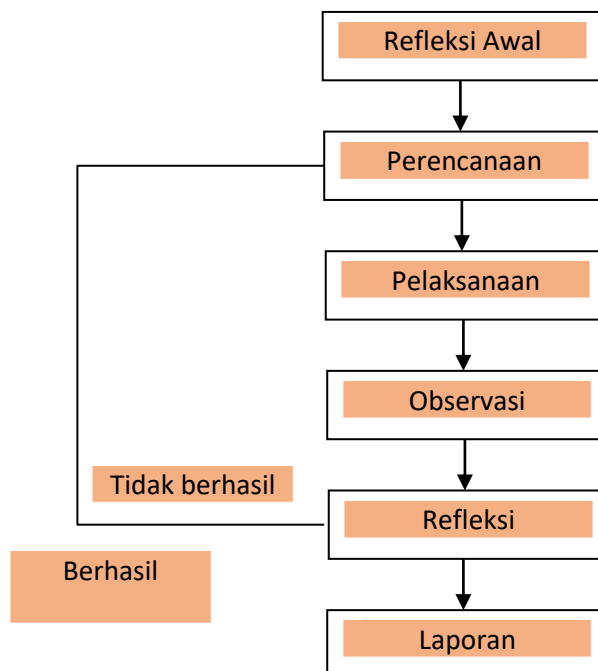 Refleksi Awal
Perencanaan
Pelaksanaan
Observasi
Tidak berhasil
Refleksi
Berhasil
Laporan